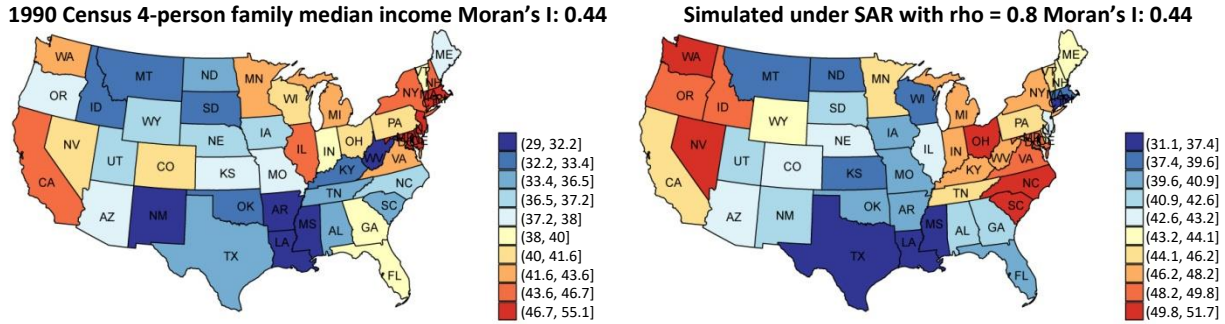 1990 Census 4-person family median income Moran's I: 0.44
WA
MT
ND
MN
ME
VT
NH
OR
ID
SD
WI
NY
WY
MI
IA
PA
NE
NV
OH
IL
IN
UT
CO
WV
VA
CA
KS
MO
KY
NC
TN
OK
AR
SC
AZ
NM
MS
AL
GA
LA
TX
FL
(29, 32.2]
(32.2, 33.4]
(33.4, 36.5]
(36.5, 37.2]
(37.2, 38]
(38, 40]
(40, 41.6]
(41.6, 43.6]
(43.6, 46.7]
(46.7, 55.1]
Simulated under SAR with rho = 0.8 Moran's I: 0.44
WA
MT
ND
MN
ME
VT
NH
OR
ID
SD
WI
NY
WY
MI
IA
PA
NE
NV
OH
IL
IN
UT
CO
WV
VA
CA
KS
MO
KY
NC
TN
OK
AR
SC
AZ
NM
MS
AL
GA
LA
TX
FL
(31.1, 37.4]
(37.4, 39.6]
(39.6, 40.9]
(40.9, 42.6]
(42.6, 43.2]
(43.2, 44.1]
(44.1, 46.2]
(46.2, 48.2]
(48.2, 49.8]
(49.8, 51.7]